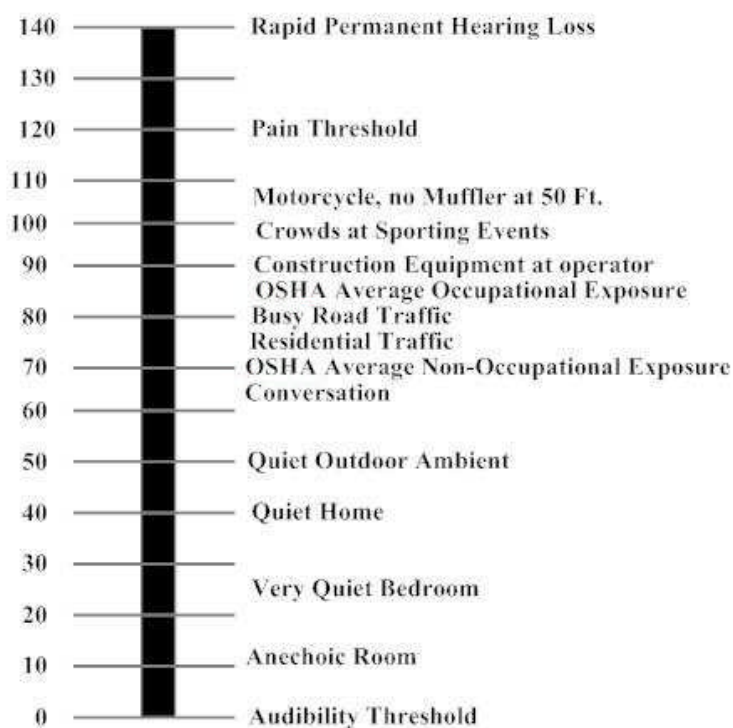 140 Rapid Permanent Hearing Loss
130
120 Pain Threshold
110
Motorcycle, no Muffler at 50 Ft.
100
Crowds at Sporting Events
90 Construction Equipment at operator
OSHA Average Occupational Exposure
80 Busy Road Traffic
Residential Traffic
70 OSHA Average Non-Occupational Exposure
Conversation
60
50 Quiet Outdoor Ambient
40 Quiet Home
30
Very Quiet Bedroom
20
Anechoic Room
10
0 Audibility Threshold